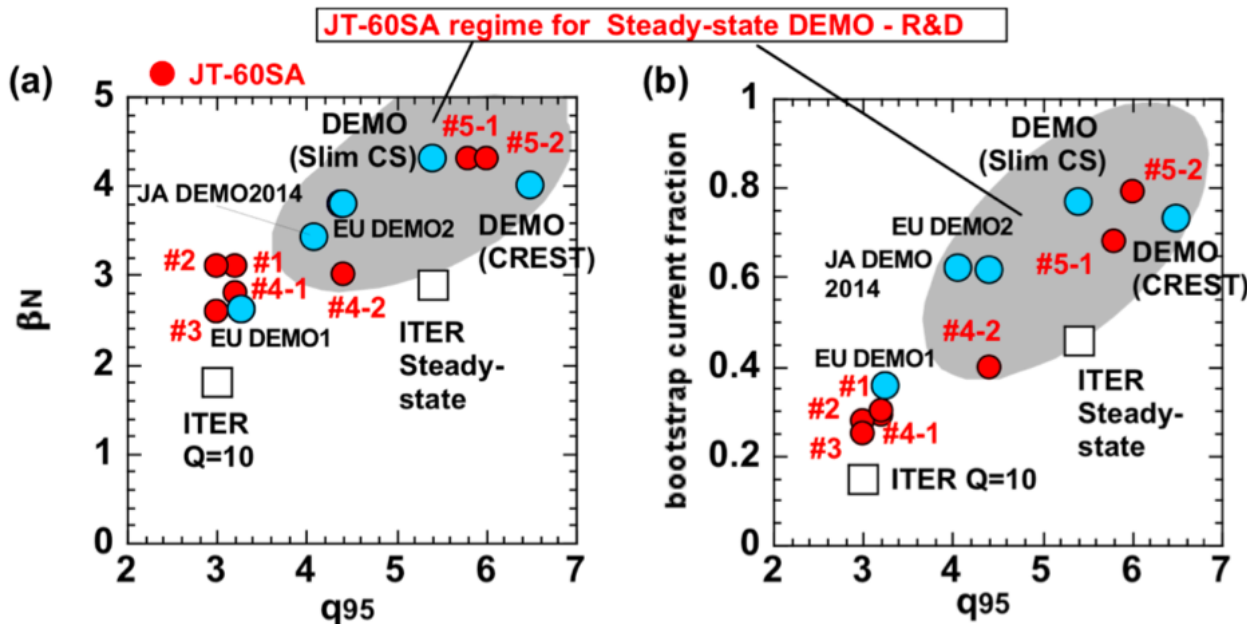 JT-60SA regime for Steady-state DEMO - R&D
(a)
JT-60SA
5
4
3
2
1
0
2 3 4 5 6 7
βN
q95
DEMO
(Slim CS)
#5-1
#5-2
JA DEMO2014
EU DEMO2
DEMO
(CREST)
#2
#1
#4-1
#3
EU DEMO1
#4-2
ITER
Steady-
state
ITER
Q=10
(b)
1
0.8
0.6
0.4
0.2
0
2 3 4 5 6 7
bootstrap current fraction
q95
DEMO
(Slim CS)
#5-2
EU DEMO2
JA DEMO
2014
#5-1
DEMO
(CREST)
#4-2
EU DEMO1
#1
#2
#3
#4-1
ITER
Steady-
state
ITER Q=10